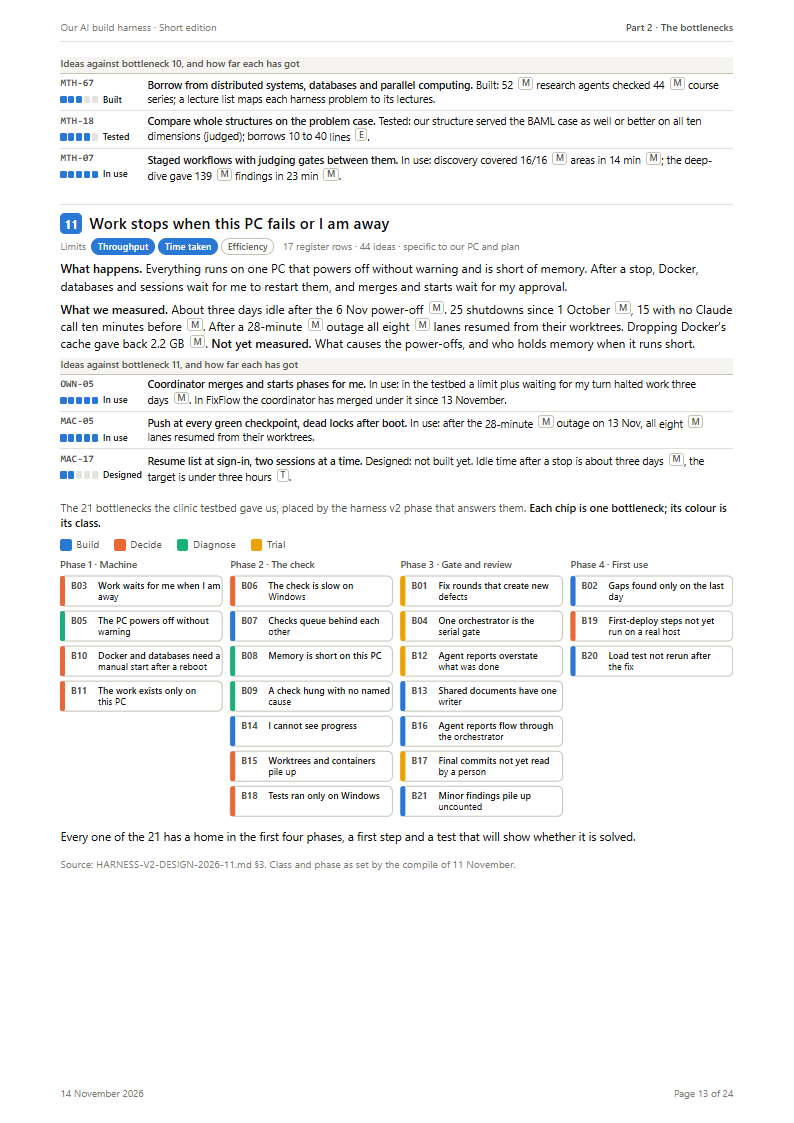 Our AI build harness · Short edition
Part 2 · The bottlenecks
Ideas against bottleneck 10, and how far each has got
MTH-67
Built
Borrow from distributed systems, databases and parallel computing. Built: 52 M research agents checked 44 M course
series; a lecture list maps each harness problem to its lectures.
MTH-18
Tested
Compare whole structures on the problem case. Tested: our structure served the BAML case as well or better on all ten
dimensions (judged); borrows 10 to 40 lines E.
MTH-07
In use
Staged workflows with judging gates between them. In use: discovery covered 16/16 M areas in 14 min M; the deep-
dive gave 139 M findings in 23 min M.
11 Work stops when this PC fails or I am away
Limits Throughput Time taken Efficiency 17 register rows · 44 ideas · specific to our PC and plan
What happens. Everything runs on one PC that powers off without warning and is short of memory. After a stop, Docker,
databases and sessions wait for me to restart them, and merges and starts wait for my approval.
What we measured. About three days idle after the 6 Nov power-off M. 25 shutdowns since 1 October M, 15 with no Claude
call ten minutes before M. After a 28-minute M outage all eight M lanes resumed from their worktrees. Dropping Docker's
cache gave back 2.2 GB M. Not yet measured. What causes the power-offs, and who holds memory when it runs short.
Ideas against bottleneck 11, and how far each has got
OWN-05
In use
Coordinator merges and starts phases for me. In use: in the testbed a limit plus waiting for my turn halted work three
days M. In FixFlow the coordinator has merged under it since 13 November.
MAC-05
In use
Push at every green checkpoint, dead locks after boot. In use: after the 28-minute M outage on 13 Nov, all eight M
lanes resumed from their worktrees.
MAC-17
Designed
Resume list at sign-in, two sessions at a time. Designed: not built yet. Idle time after a stop is about three days M, the
target is under three hours T.
The 21 bottlenecks the clinic testbed gave us, placed by the harness v2 phase that answers them. Each chip is one bottleneck; its colour is
its class.
Build Decide Diagnose Trial
Phase 1 · Machine
B03 Work waits for me when I am
away
B05 The PC powers off without
warning
B10 Docker and databases need a
manual start after a reboot
B11 The work exists only on
this PC
Phase 2 · The check
B06 The check is slow on
Windows
B07 Checks queue behind each
other
B08 Memory is short on this PC
B09 A check hung with no named
cause
B14 I cannot see progress
B15 Worktrees and containers
pile up
B18 Tests ran only on Windows
Phase 3 · Gate and review
B01 Fix rounds that create new
defects
B04 One orchestrator is the
serial gate
B12 Agent reports overstate
what was done
B13 Shared documents have one
writer
B16 Agent reports flow through
the orchestrator
B17 Final commits not yet read
by a person
B21 Minor findings pile up
uncounted
Phase 4 · First use
B02 Gaps found only on the last
day
B19 First-deploy steps not yet
run on a real host
B20 Load test not rerun after
the fix
Every one of the 21 has a home in the first four phases, a first step and a test that will show whether it is solved.
Source: HARNESS-V2-DESIGN-2026-11.md §3. Class and phase as set by the compile of 11 November.
14 November 2026
Page 13 of 24